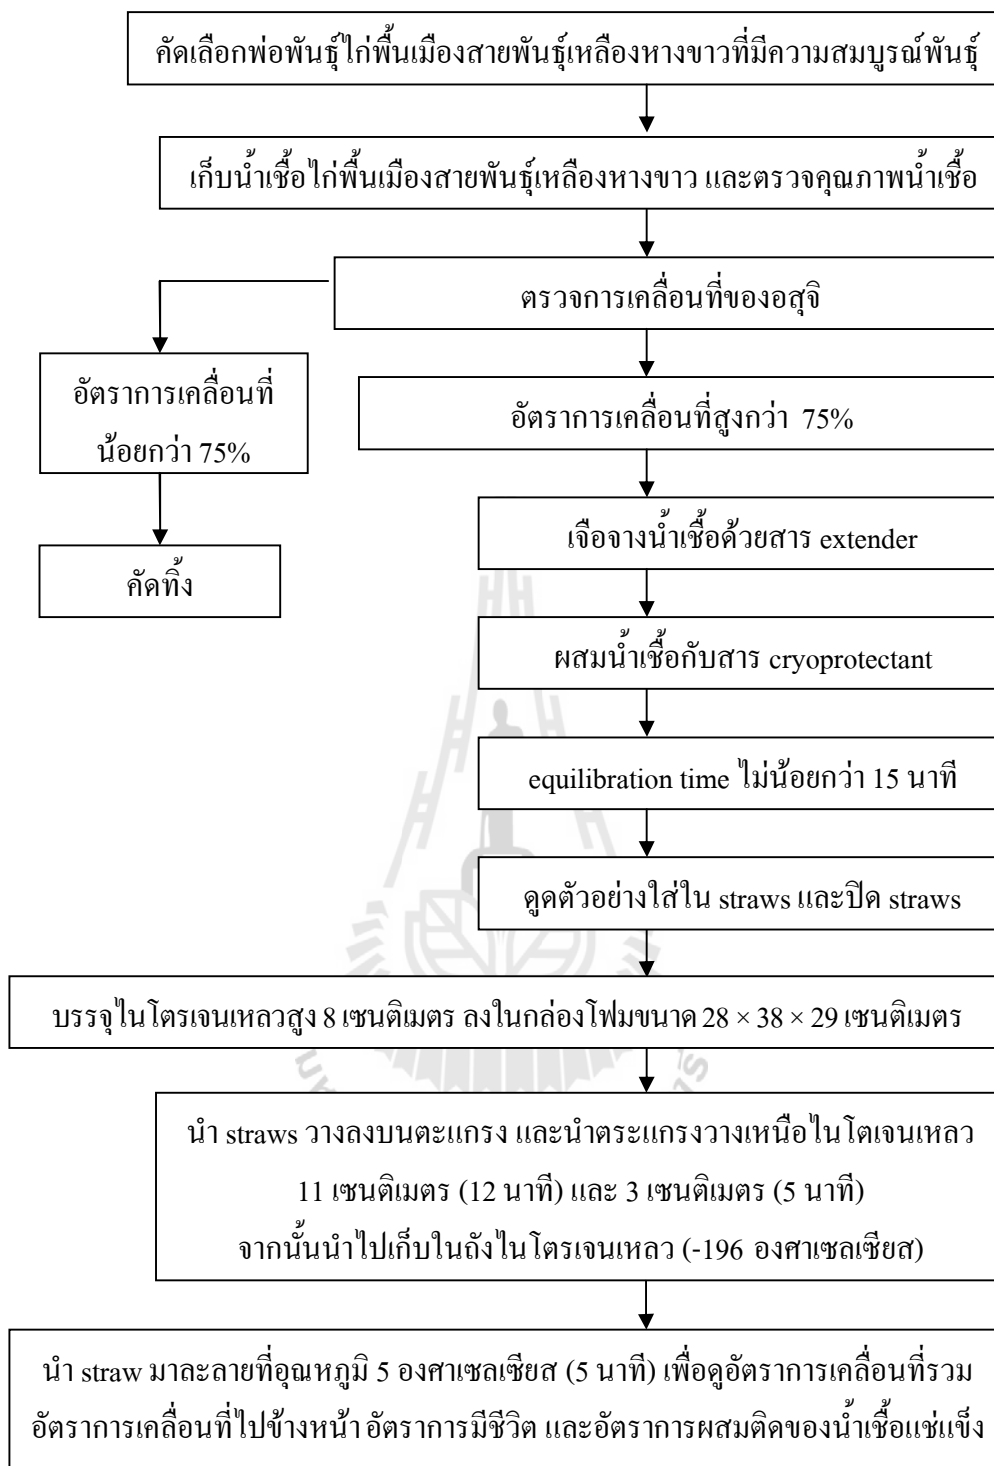 คัดเลือกพ่อพันธุ์ไก่พื้นเมืองสายพันธุ์เหลืองหางขาวที่มีความสมบูรณ์พันธุ์
เก็บน้ำเชื้อไก่พื้นเมืองสายพันธุ์เหลืองหางขาว และตรวจคุณภาพน้ำเชื้อ
ตรวจการเคลื่อนที่ของอสุจิ
อัตราการเคลื่อนที่
น้อยกว่า 75%
คัดทิ้ง
อัตราการเคลื่อนที่สูงกว่า 75%
เจือจางน้ำเชื้อด้วยสาร extender
ผสมน้ำเชื้อกับสาร cryoprotectant
equilibration time ไม่น้อยกว่า 15 นาที
ดูดตัวอย่างใส่ใน straws และปิด straws
บรรจุไนโตรเจนเหลวสูง 8 เซนติเมตร ลงในกล่องโฟมขนาด 28 × 38 × 29 เซนติเมตร
นำ straws วางลงบนตะแกรง และนำตระแกรงวางเหนือไนโตเจนเหลว
11 เซนติเมตร (12 นาที) และ 3 เซนติเมตร (5 นาที)
จากนั้นนำไปเก็บในถังไนโตรเจนเหลว (-196 องศาเซลเซียส)
นำ straw มาละลายที่อุณหภูมิ 5 องศาเซลเซียส (5 นาที) เพื่อดูอัตราการเคลื่อนที่รวม
อัตราการเคลื่อนที่ไปข้างหน้า อัตราการมีชีวิต และอัตราการผสมติดของน้ำเชื้อแช่แข็ง